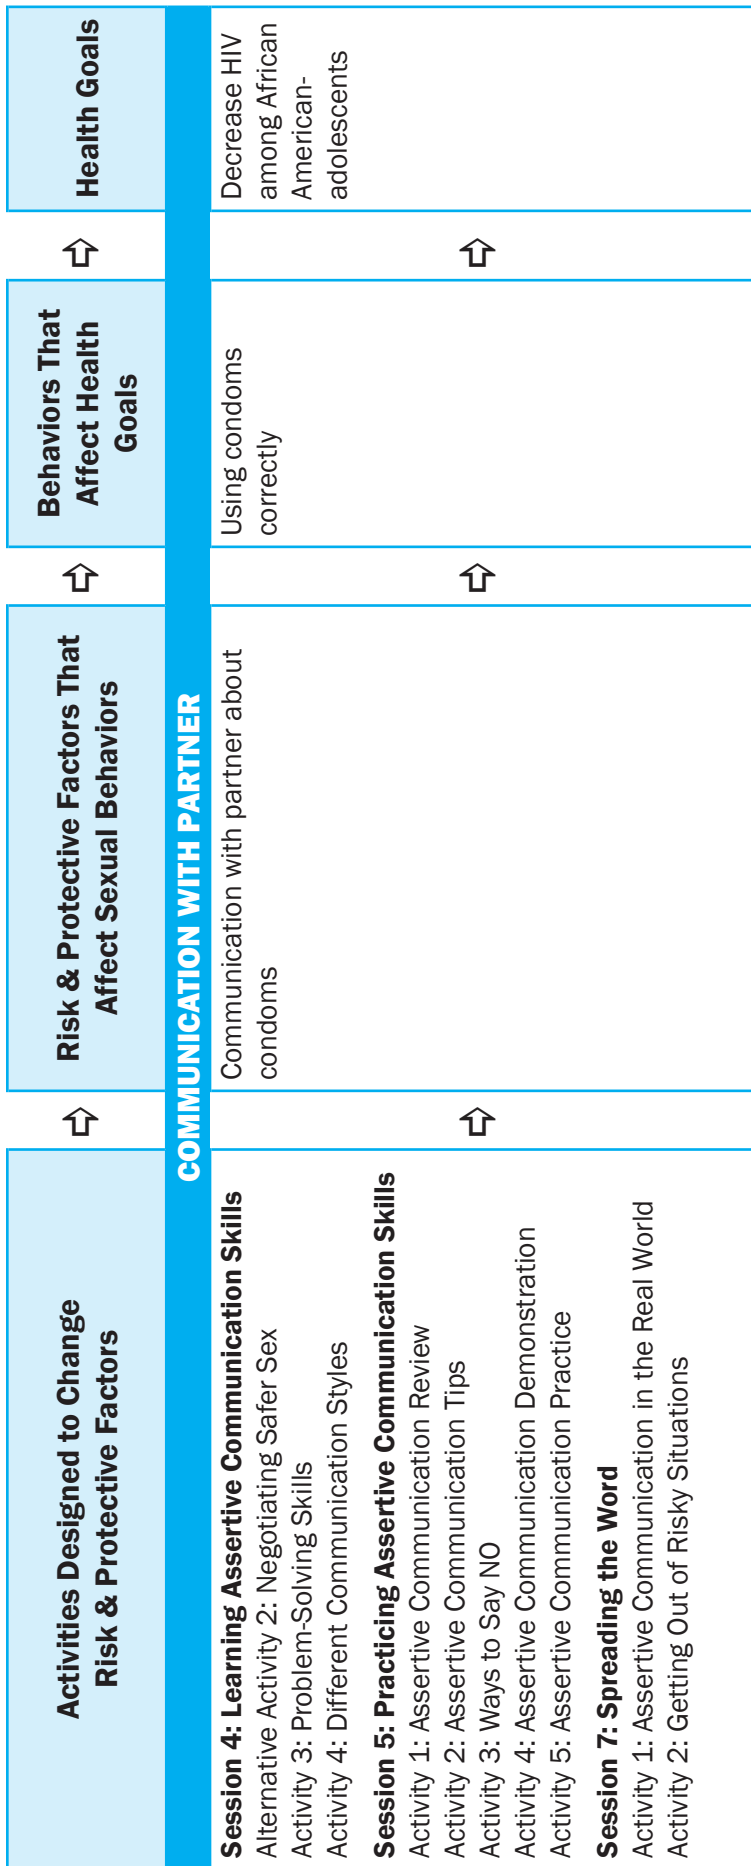 Activities Designed to Change
Risk & Protective Factors
Risk & Protective Factors That
Affect Sexual Behaviors
Behaviors That
Affect Health
Goals
Health Goals
COMMUNICATION WITH PARTNER
Session 4: Learning Assertive Communication Skills
Alternative Activity 2: Negotiating Safer Sex
Activity 3: Problem-Solving Skills
Activity 4: Different Communication Styles
Session 5: Practicing Assertive Communication Skills
Activity 1: Assertive Communication Review
Activity 2: Assertive Communication Tips
Activity 3: Ways to Say NO
Activity 4: Assertive Communication Demonstration
Activity 5: Assertive Communication Practice
Session 7: Spreading the Word
Activity 1: Assertive Communication in the Real World
Activity 2: Getting Out of Risky Situations
Communication with partner about
condoms
Using condoms
correctly
Decrease HIV
among African
American-
adolescents